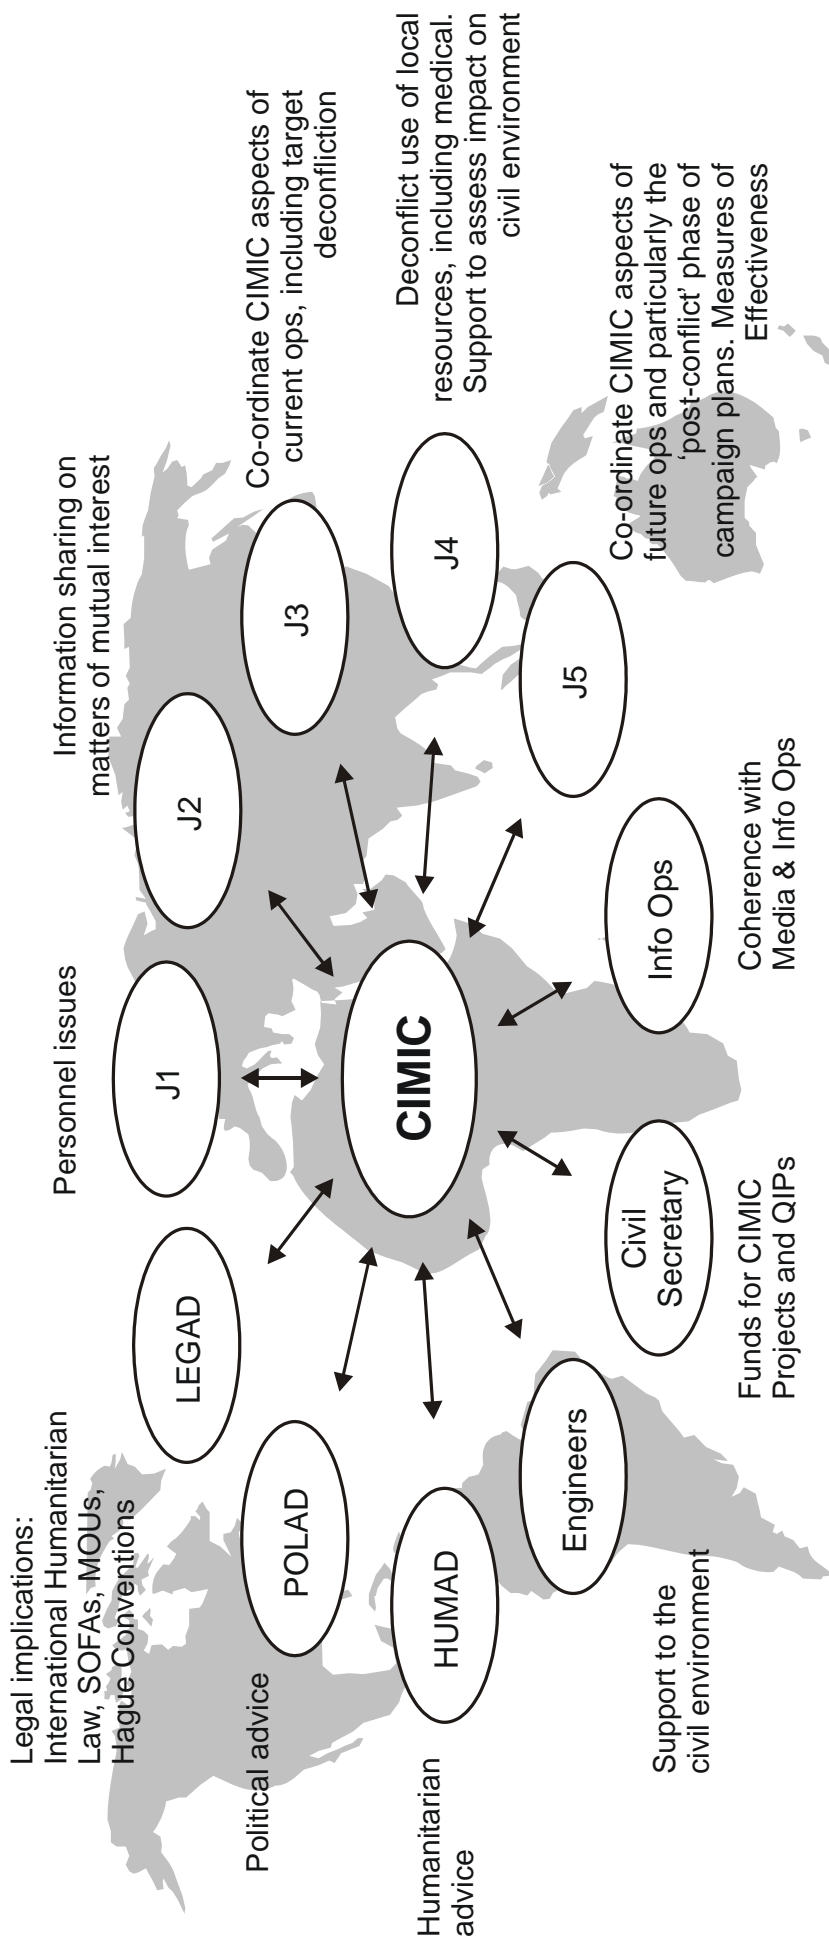 Personnel issues
J1
Information sharing on
matters of mutual interest
J2
Co-ordinate CIMIC aspects of
current ops, including target
deconfliction
J3
Deconflict use of local
resources, including medical.
Support to assess impact on
civil environment
J4
Co-ordinate CIMIC aspects of
future ops and particularly the
‘post-conflict’ phase of
campaign plans. Measures of
Effectiveness
J5
Info Ops
Coherence with
Media & Info Ops
Civil
Secretary
Funds for CIMIC
Projects and QIPs
Engineers
Support to the
civil environment
HUMAD
Humanitarian
advice
POLAD
Political advice
LEGAD
Legal implications:
International Humanitarian
Law, SOFAs, MOUs,
Hague Conventions
CIMIC